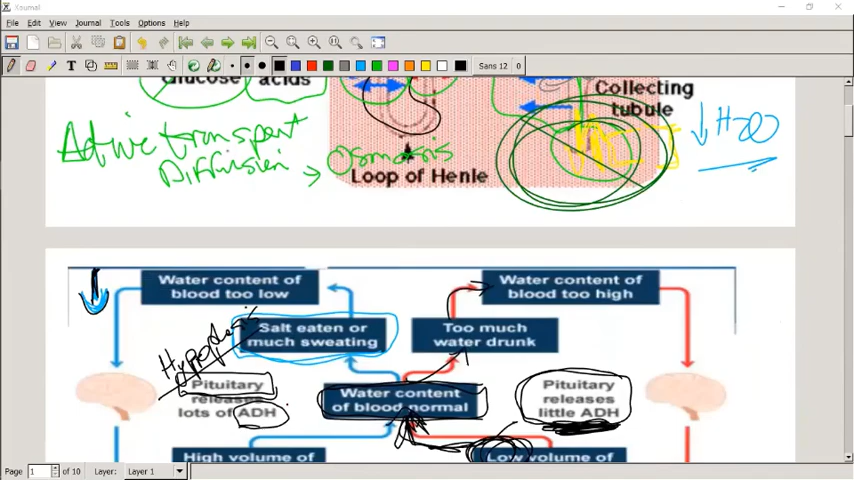 Xournal
File Edit View Journal Tools Options Help
Sans 12 0
Glucose acids
Collecting
tubule
Active transport
Diffusion → Osmosis
↓ H2O
Loop of Henle
Water content of
blood too low
Water content of
blood too high
Salt eaten or
much sweating
Too much
water drunk
Pituitary
releases
lots of ADH
Water content
of blood normal
Pituitary
releases
little ADH
High volume of
Low volume of
Page 1 of 10 Layer: Layer 1